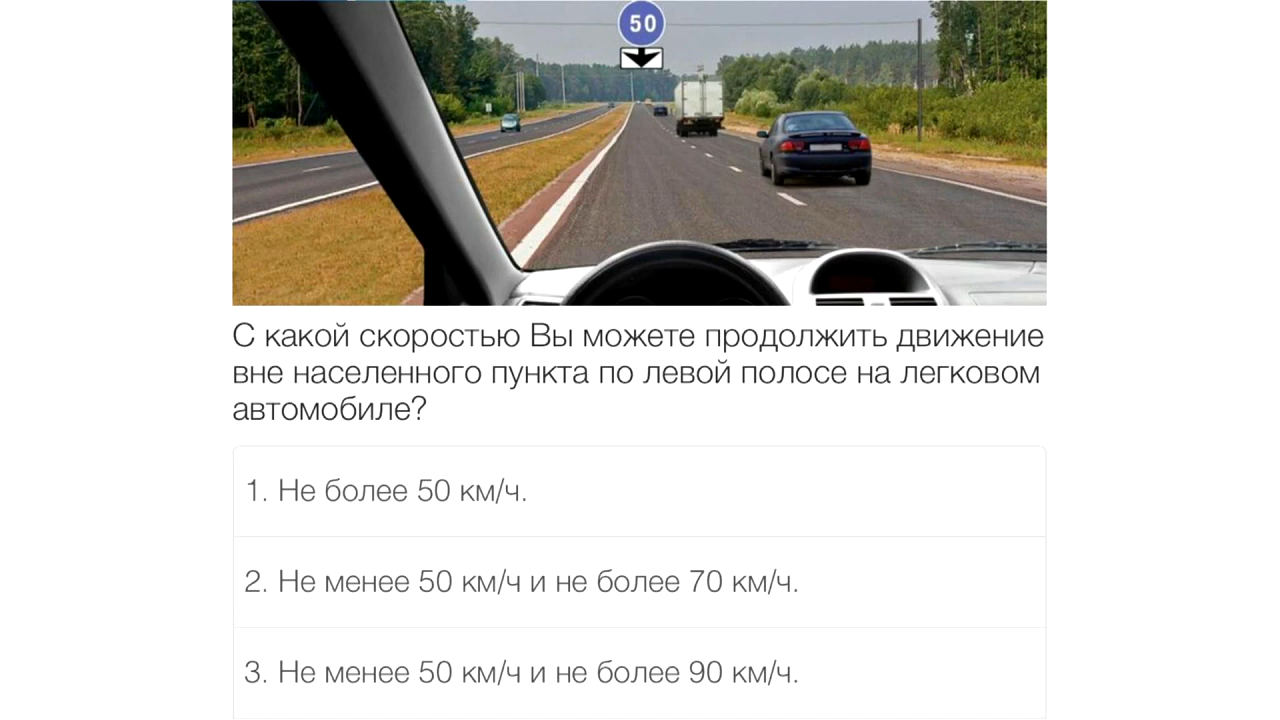 50
С какой скоростью Вы можете продолжить движение
вне населенного пункта по левой полосе на легковом
автомобиле?
1. Не более 50 км/ч.
2. Не менее 50 км/ч и не более 70 км/ч.
3. Не менее 50 км/ч и не более 90 км/ч.